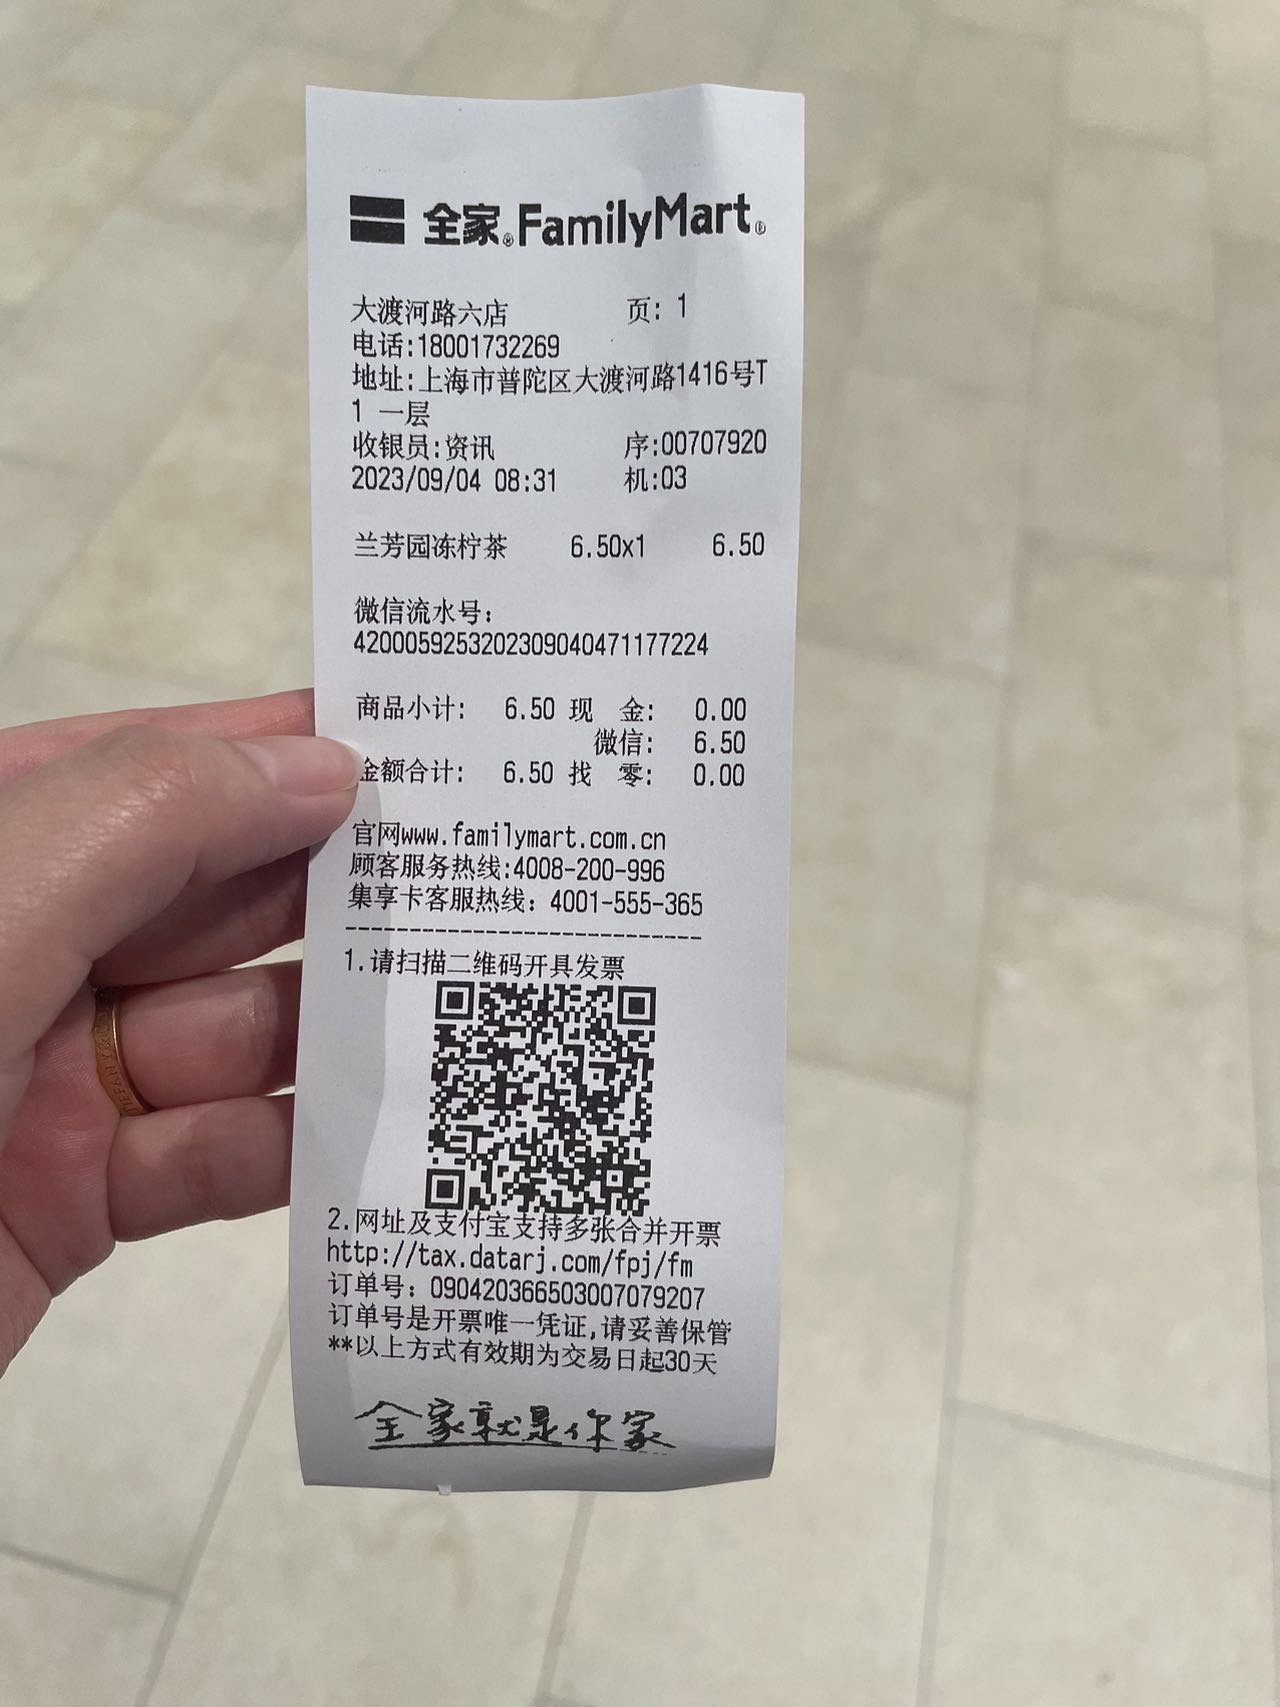 全家®FamilyMart®
大渡河路六店 页: 1
电话:18001732269
地址:上海市普陀区大渡河路1416号T
1 一层
收银员:资讯 序:00707920
2023/09/04 08:31 机:03
兰芳园冻柠茶 6.50x1 6.50
微信流水号:
4200059253202309040471177224
商品小计: 6.50 现 金: 0.00
微信: 6.50
金额合计: 6.50 找 零: 0.00
官网www.familymart.com.cn
顾客服务热线:4008-200-996
集享卡客服热线: 4001-555-365
1.请扫描二维码开具发票
2.网址及支付宝支持多张合并开票
http://tax.datarj.com/fpj/fm
订单号: 090420366503007079207
订单号是开票唯一凭证,请妥善保管
**以上方式有效期为交易日起30天
全家就是你家
TIFFANY&CO